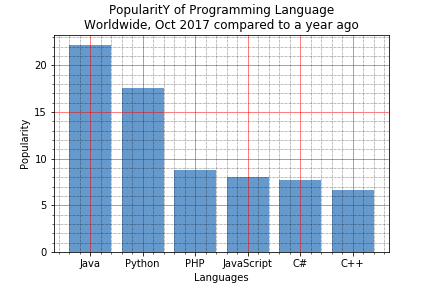 PopularitY of Programming Language
Worldwide, Oct 2017 compared to a year ago
20
15
10
5
0
Popularity
Java Python PHP JavaScript C# C++
Languages